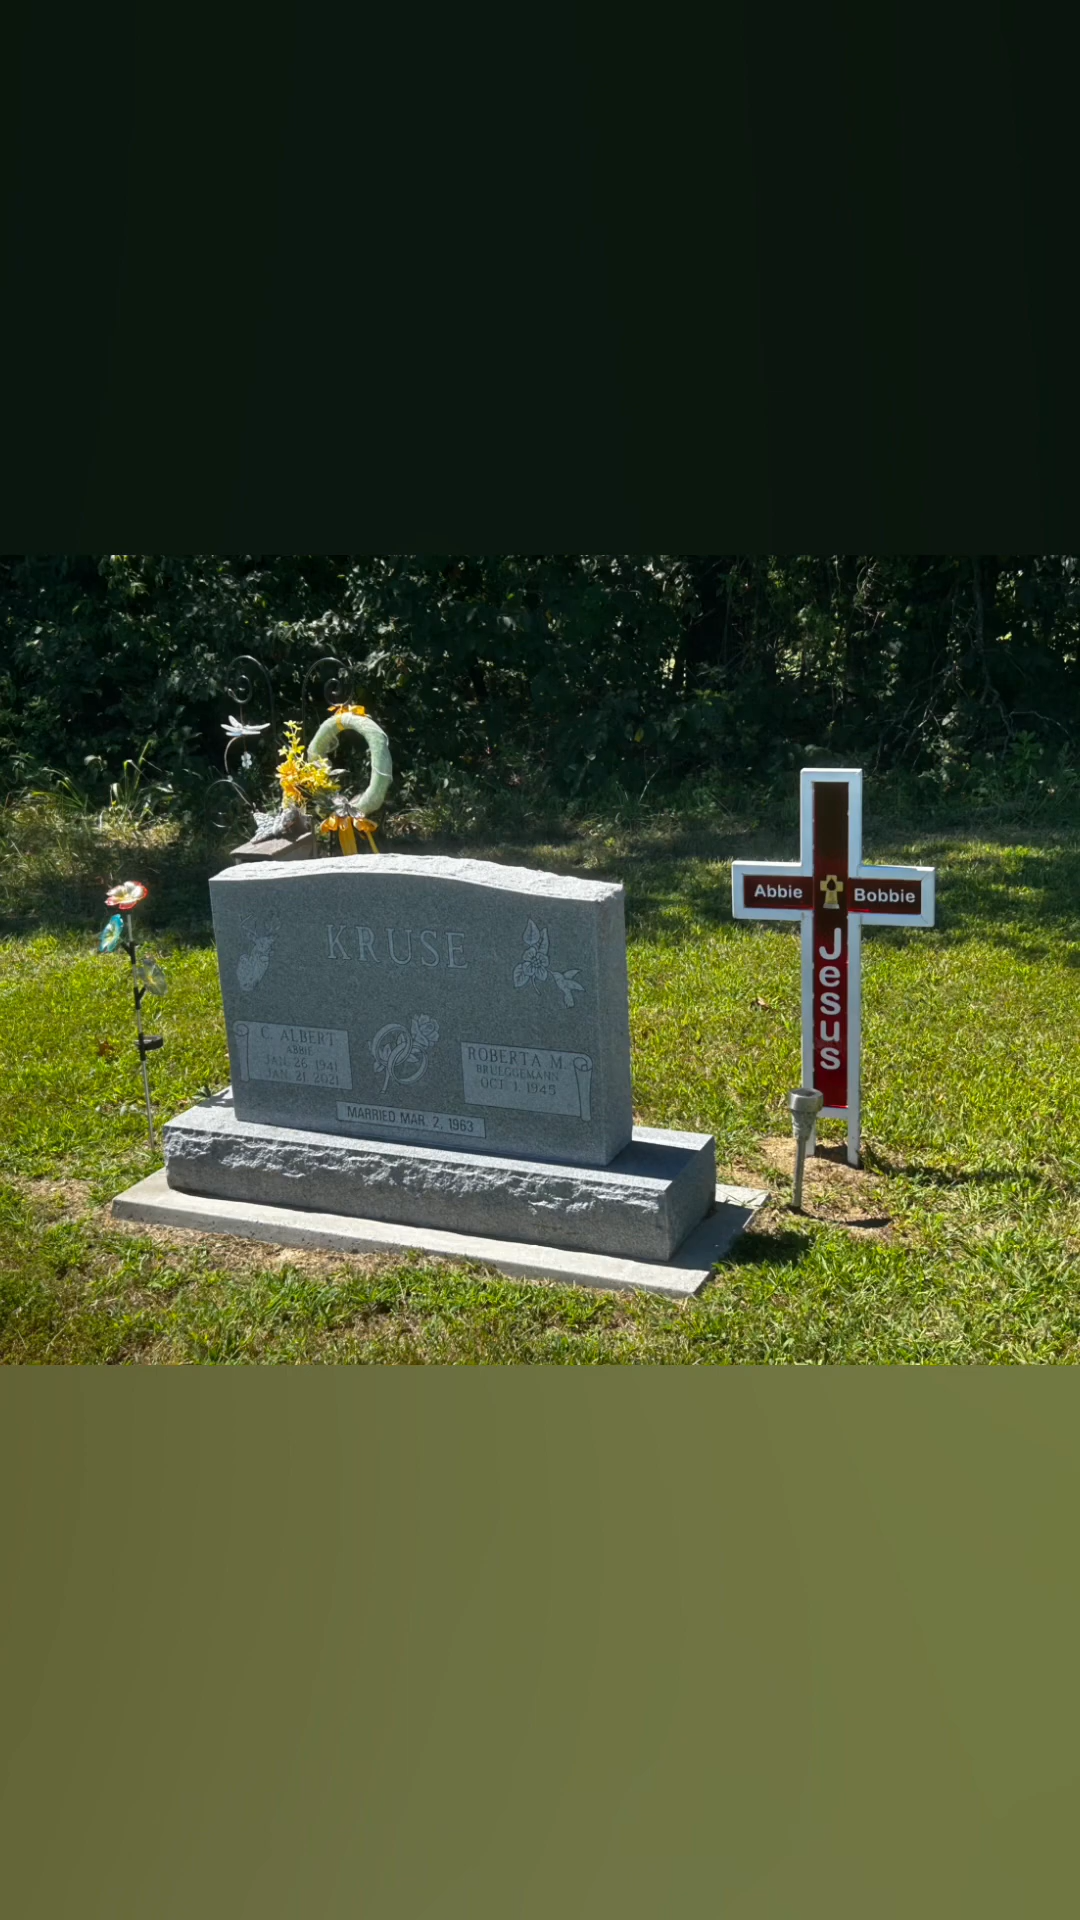 KRUSE
C. ALBERT
ABBIE
JAN. 26, 1941
JAN. 21, 2021
ROBERTA M.
BRUEGGEMANN
OCT. 1, 1945
MARRIED MAR. 2, 1963
Abbie
Bobbie
Jesus